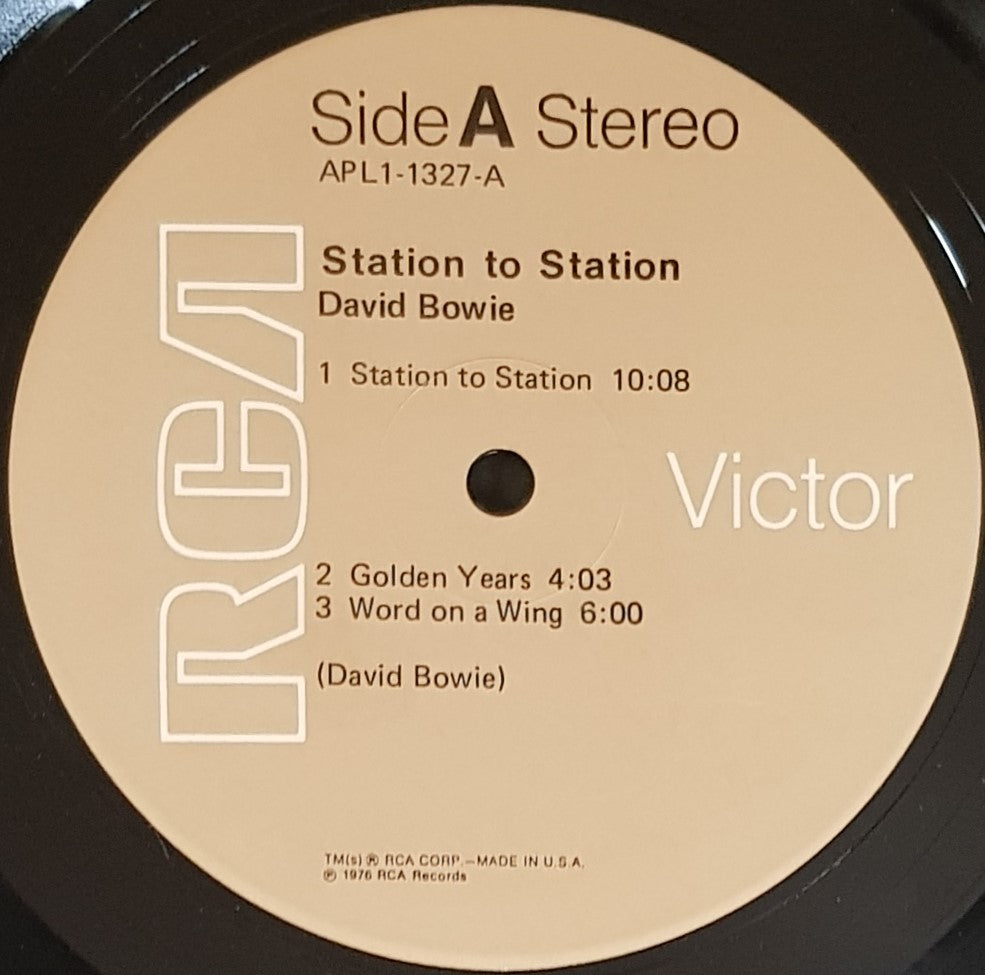 Side A Stereo
APL1-1327-A
Station to Station
David Bowie
1 Station to Station 10:08
RCA
Victor
2 Golden Years 4:03
3 Word on a Wing 6:00
(David Bowie)
TM(s) ® RCA CORP.—MADE IN U.S.A.
℗ 1976 RCA Records